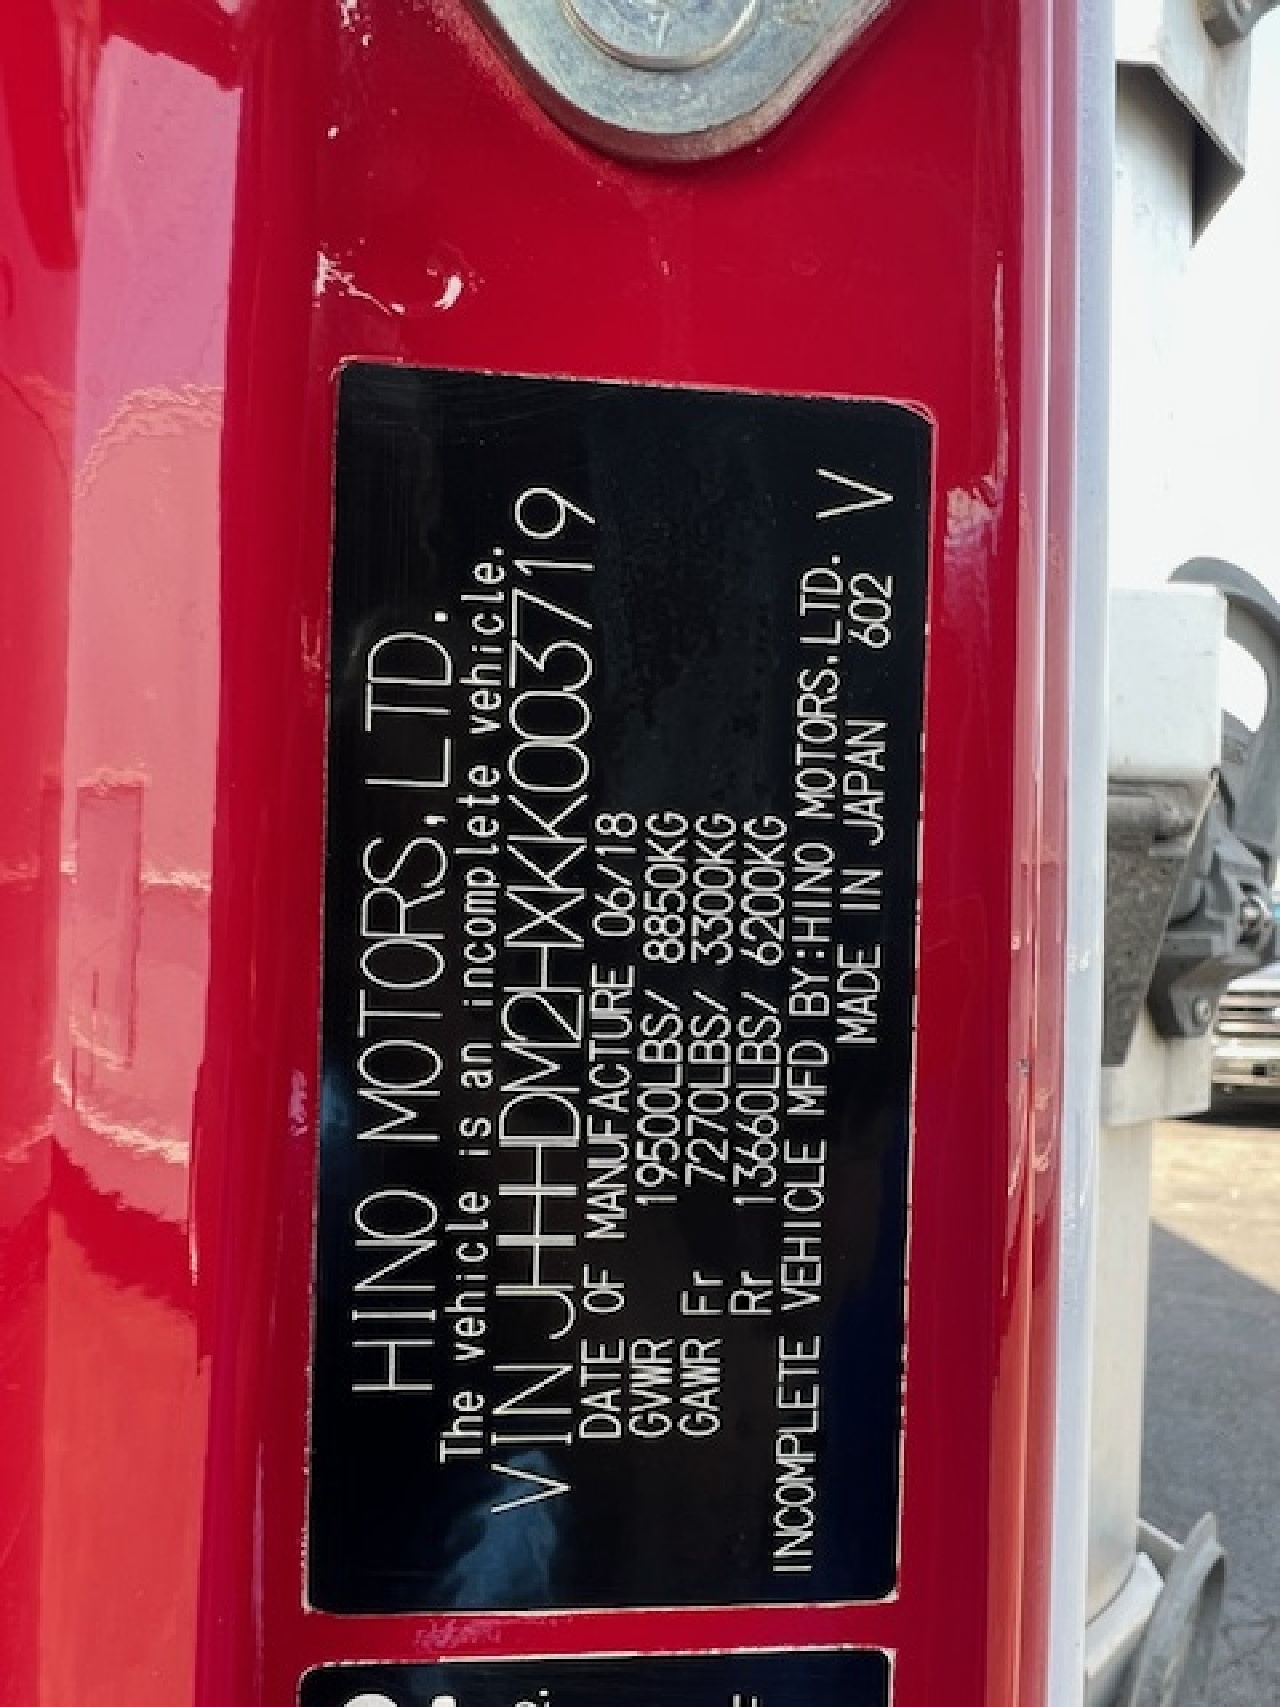 HINO MOTORS, LTD.
The vehicle is an incomplete vehicle.
VIN JHHDM2HXKK003719
DATE OF MANUFACTURE 06/18
GVWR 19500LBS/ 8850KG
GAWR Fr 7270LBS/ 3300KG
Rr 13660LBS/ 6200KG
INCOMPLETE VEHICLE MFD BY:HINO MOTORS.LTD.
MADE IN JAPAN 602 V